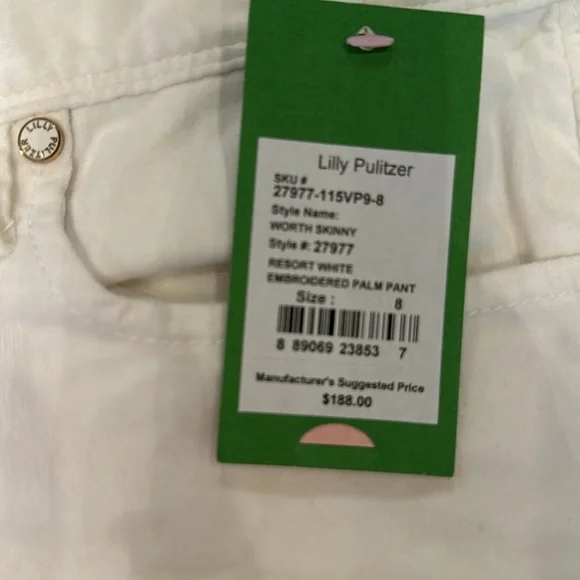 LILLY
PULITZER
Lilly Pulitzer
SKU #
27977-115VP9-8
Style Name:
WORTH SKINNY
Style #: 27977
RESORT WHITE
EMBROIDERED PALM PANT
Size : 8
8 89069 23853 7
Manufacturer's Suggested Price
$188.00